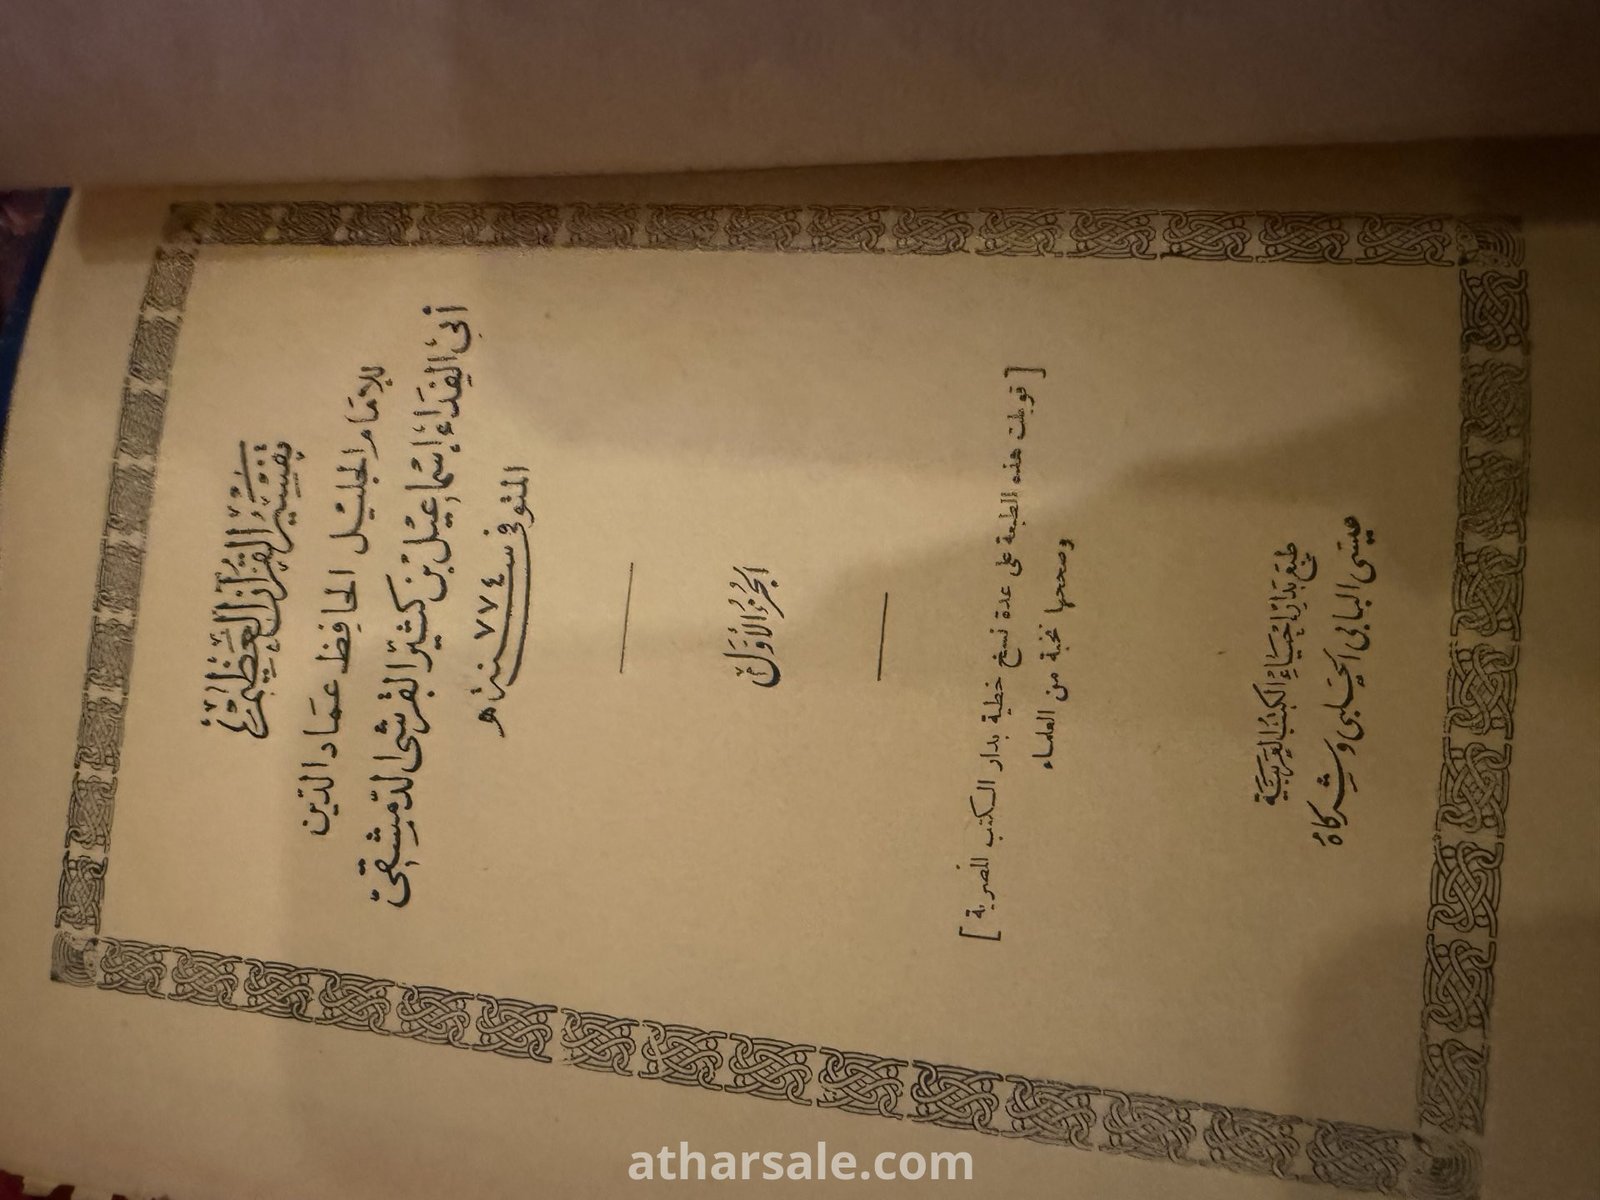 تفسير القرآن العظيم
للإمام الجليل الحافظ عماد الدين
أبي الفداء إسماعيل بن كثير القرشي الدمشقي
المتوفى سنة ٧٧٤ هـ
الجزء الأول
[ قوبلت هذه الطبعة على عدة نسخ خطية بدار الكتب المصرية ]
وصححها نخبة من العلماء
طبع بدار إحياء الكتب العربية
عيسى البابي الحلبي وشركاه
atharsale.com